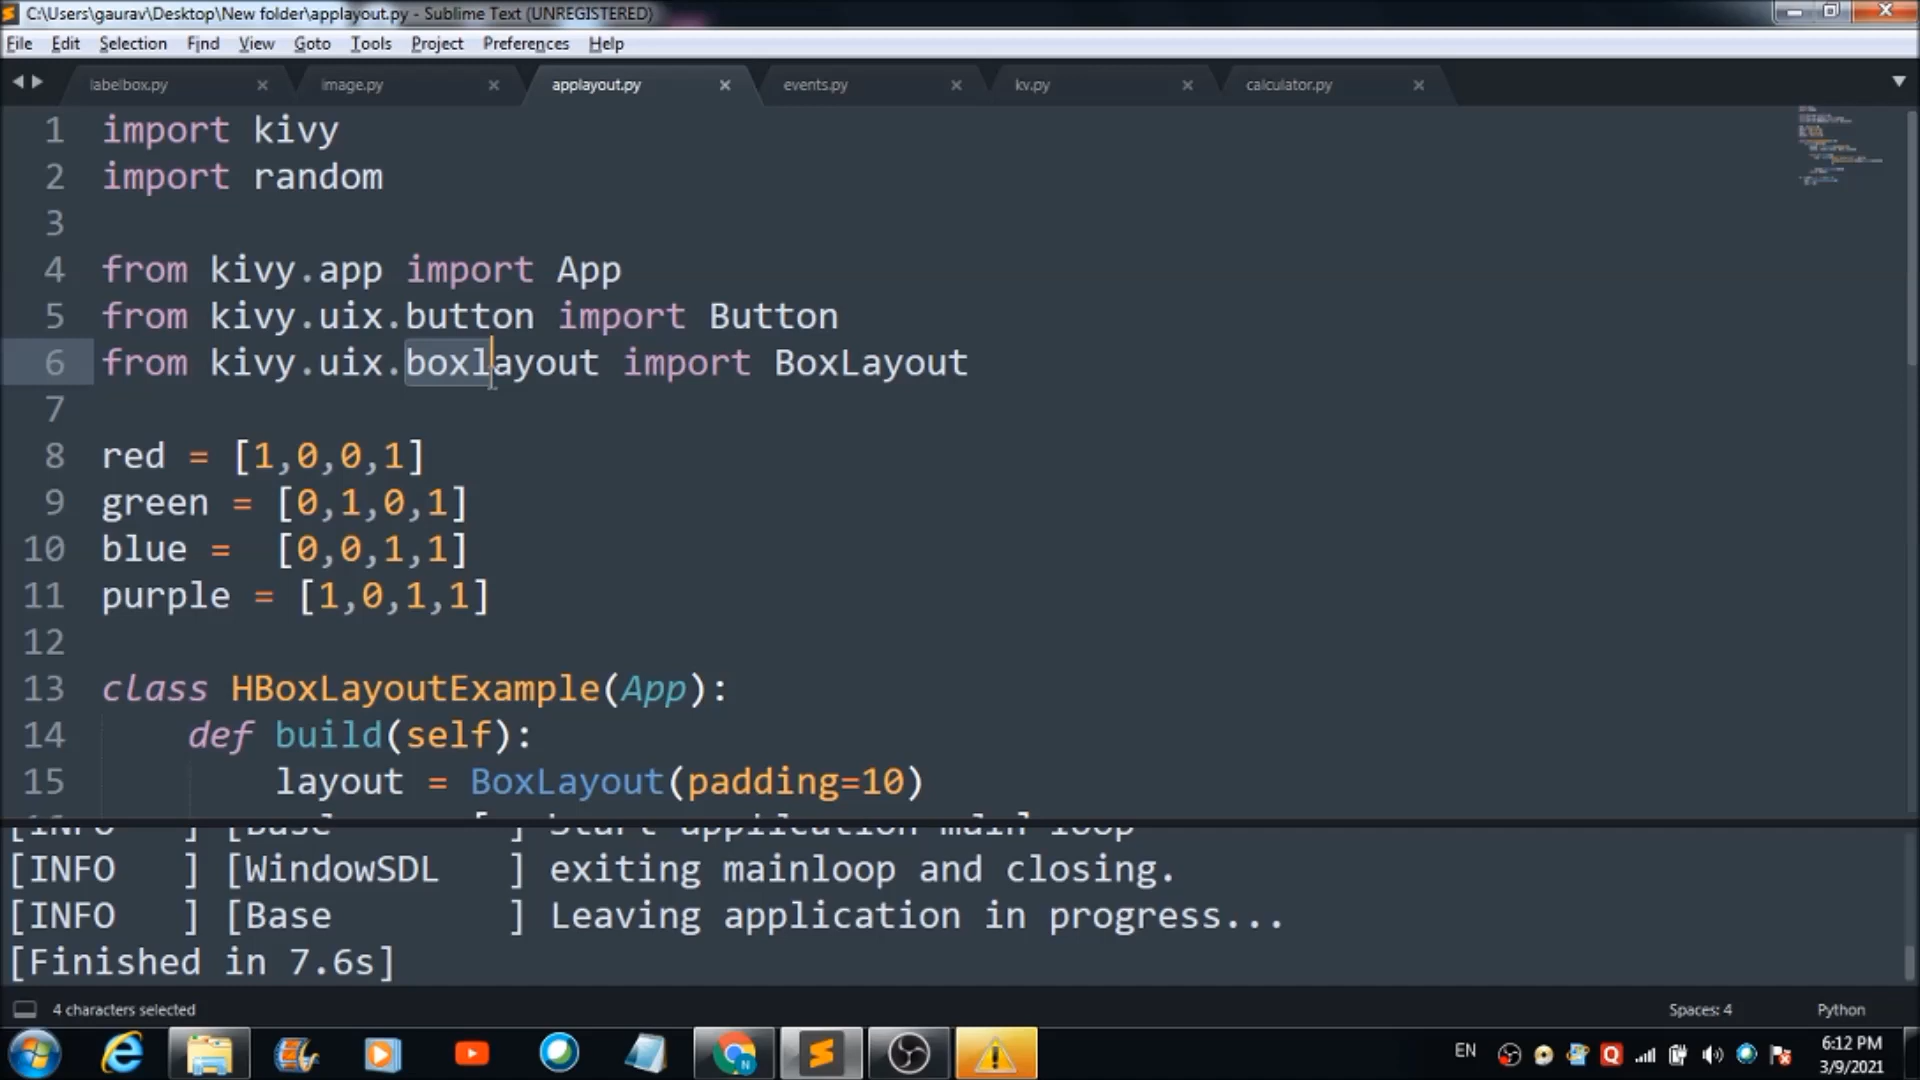 C:\Users\gaurav\Desktop\New folder\applayout.py - Sublime Text (UNREGISTERED)
File Edit Selection Find View Goto Tools Project Preferences Help
labelbox.py image.py applayout.py events.py kv.py calculator.py
1 import kivy
2 import random
3
4 from kivy.app import App
5 from kivy.uix.button import Button
6 from kivy.uix.boxlayout import BoxLayout
7
8 red = [1,0,0,1]
9 green = [0,1,0,1]
10 blue =  [0,0,1,1]
11 purple = [1,0,1,1]
12
13 class HBoxLayoutExample(App):
14 def build(self):
15 layout = BoxLayout(padding=10)
[INFO   ] [Base        ] Start application main loop
[INFO   ] [WindowSDL   ] exiting mainloop and closing.
[INFO   ] [Base        ] Leaving application in progress...
[Finished in 7.6s]
4 characters selected Spaces: 4 Python
EN 6:12 PM
3/9/2021